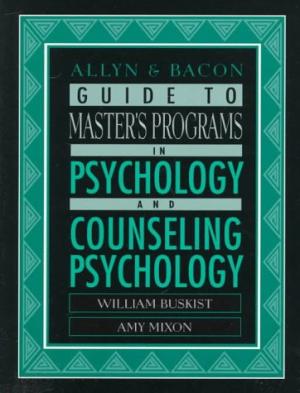 ALLYN & BACON
GUIDE TO
MASTER'S PROGRAMS
IN
PSYCHOLOGY
AND
COUNSELING
PSYCHOLOGY
WILLIAM BUSKIST
AMY MIXON